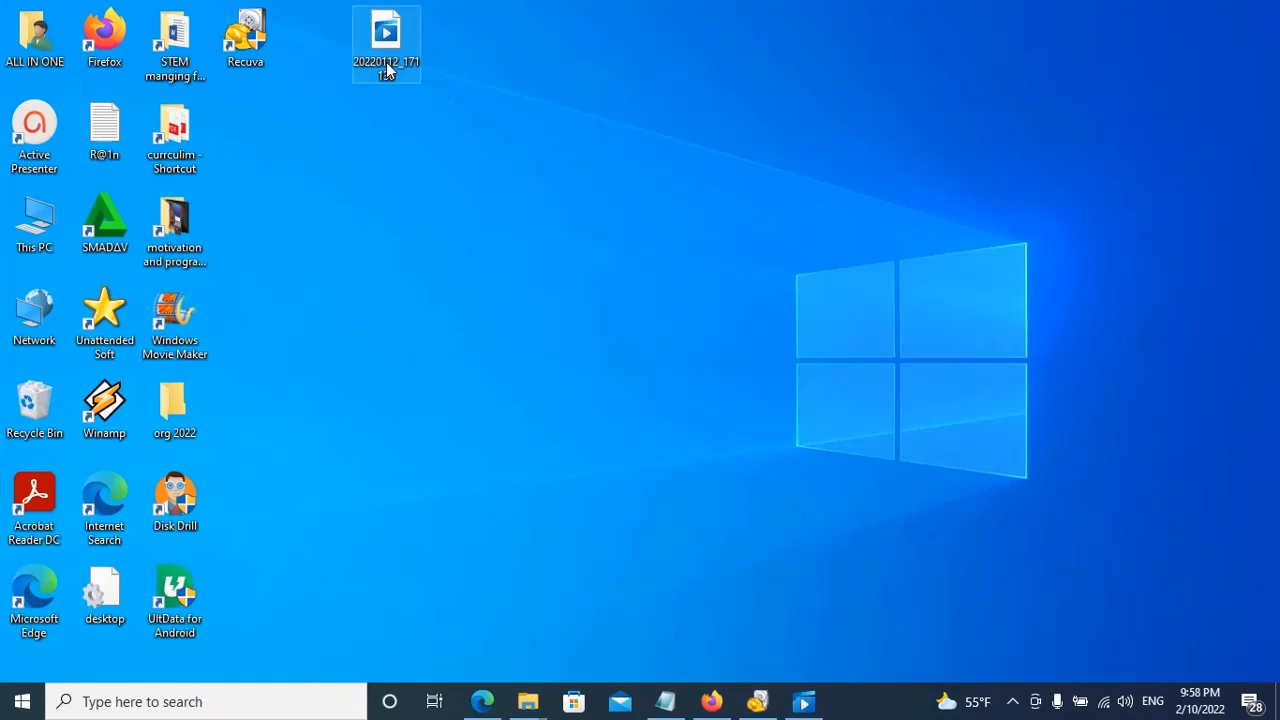 ALL IN ONE
Firefox
STEM
manging f...
Recuva
20220112_171
Active
Presenter
R@1n
currculim -
Shortcut
This PC
SMADΔV
motivation
and progra...
Network
Unattended
Soft
Windows
Movie Maker
Recycle Bin
Winamp
org 2022
Acrobat
Reader DC
Internet
Search
Disk Drill
Microsoft
Edge
desktop
UltData for
Android
Type here to search
55°F
ENG
9:58 PM
2/10/2022
28